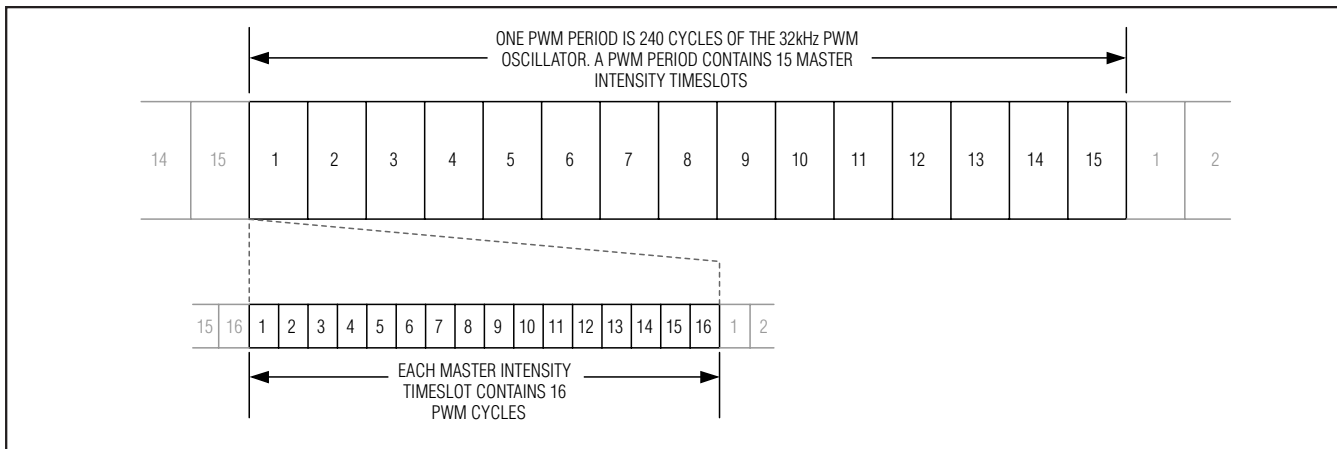 ONE PWM PERIOD IS 240 CYCLES OF THE 32kHz PWM
OSCILLATOR. A PWM PERIOD CONTAINS 15 MASTER
INTENSITY TIMESLOTS
14 15 1 2 3 4 5 6 7 8 9 10 11 12 13 14 15 1 2
15 16 1 2 3 4 5 6 7 8 9 10 11 12 13 14 15 16 1 2
EACH MASTER INTENSITY
TIMESLOT CONTAINS 16
PWM CYCLES